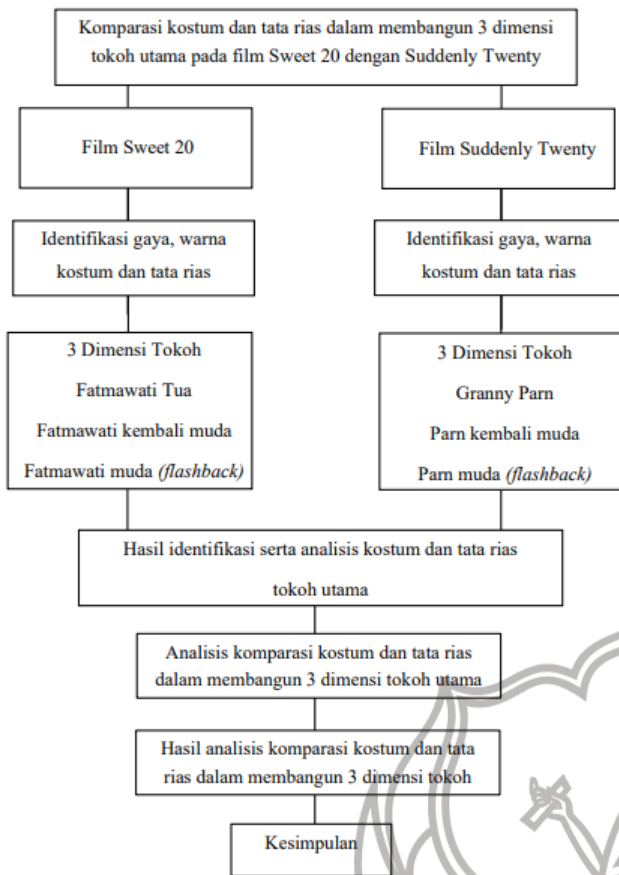 Komparasi kostum dan tata rias dalam membangun 3 dimensi
tokoh utama pada film Sweet 20 dengan Suddenly Twenty
Film Sweet 20
Film Suddenly Twenty
Identifikasi gaya, warna
kostum dan tata rias
Identifikasi gaya, warna
kostum dan tata rias
3 Dimensi Tokoh
Fatmawati Tua
Fatmawati kembali muda
Fatmawati muda (flashback)
3 Dimensi Tokoh
Granny Parn
Parn kembali muda
Parn muda (flashback)
Hasil identifikasi serta analisis kostum dan tata rias
tokoh utama
Analisis komparasi kostum dan tata rias
dalam membangun 3 dimensi tokoh utama
Hasil analisis komparasi kostum dan tata
rias dalam membangun 3 dimensi tokoh
Kesimpulan